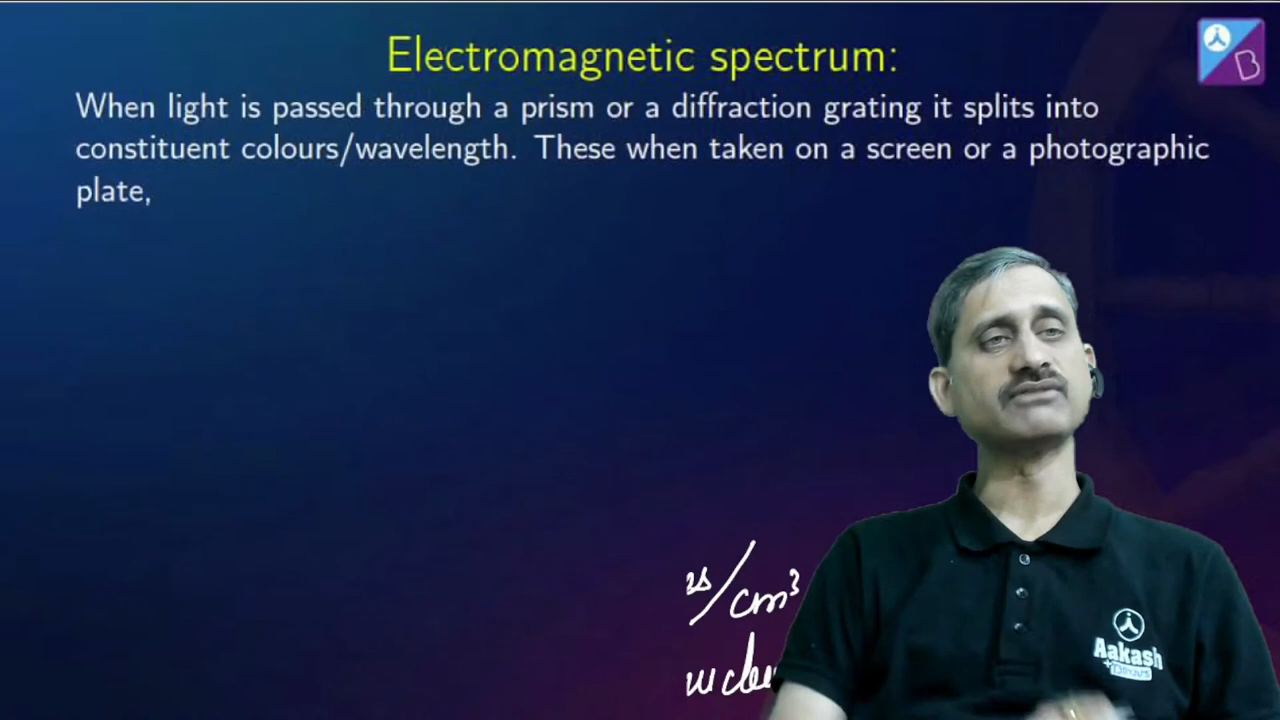 Electromagnetic spectrum:
When light is passed through a prism or a diffraction grating it splits into
constituent colours/wavelength. These when taken on a screen or a photographic
plate,
/cm³
Aakash